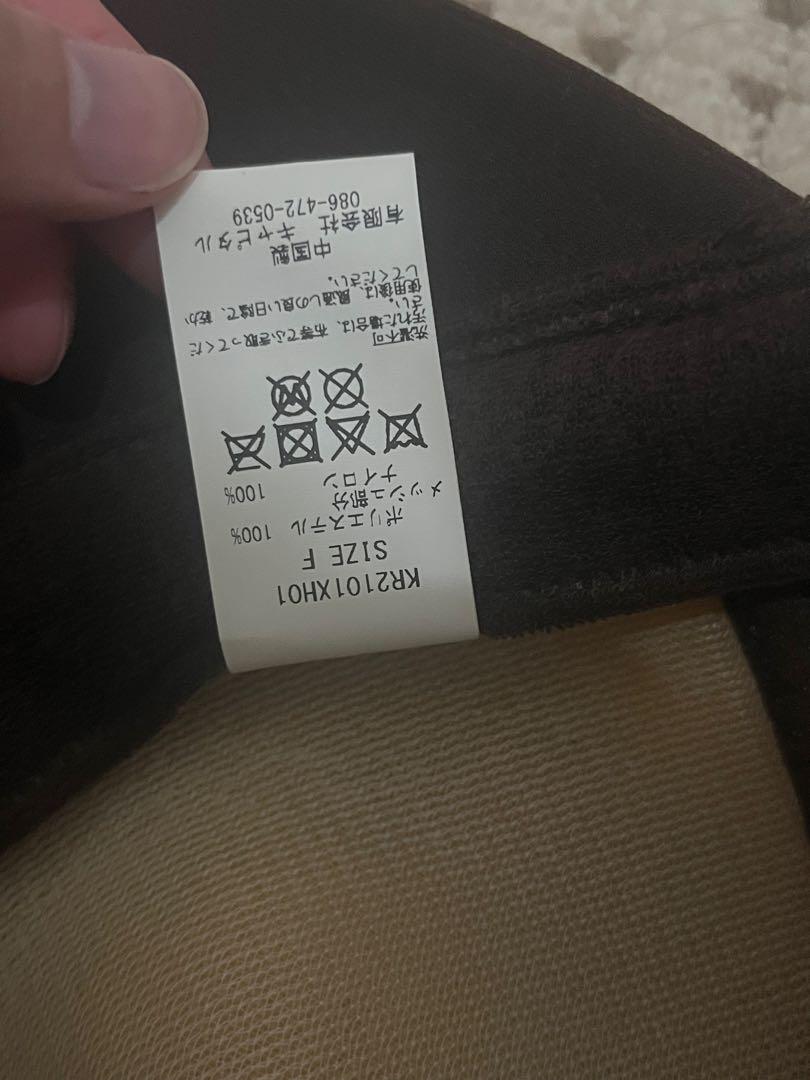 KR2101XH01
SIZE F
ポリエステル 100%
メッシュ部分
ナイロン 100%
洗濯不可
汚れた場合は、布等でふき取ってくだ
さい。
使用後は、風通しの良い日陰で、乾か
してください。
中国製
有限会社 キャピタル
086-472-0539